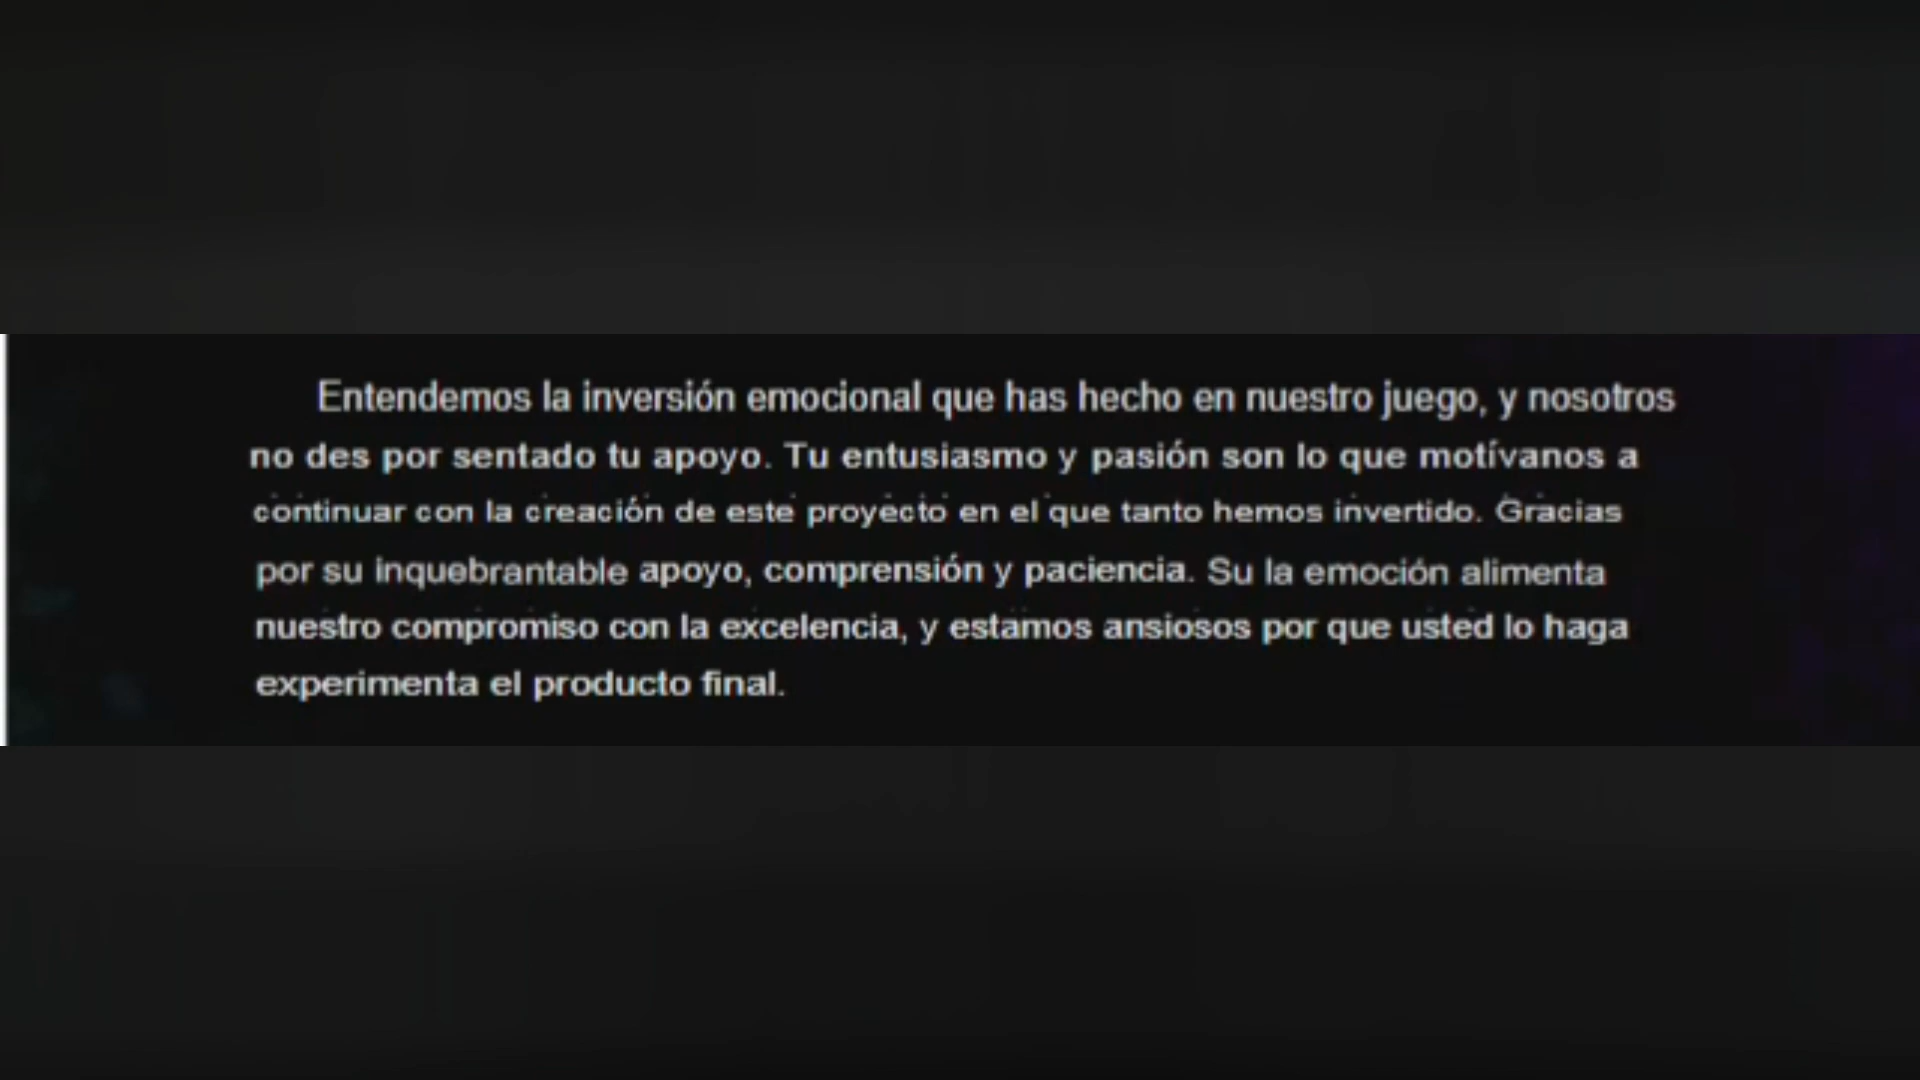 Entendemos la inversión emocional que has hecho en nuestro juego, y nosotros
no des por sentado tu apoyo. Tu entusiasmo y pasión son lo que motívanos a
continuar con la creación de este proyecto en el que tanto hemos invertido. Gracias
por su inquebrantable apoyo, comprensión y paciencia. Su la emoción alimenta
nuestro compromiso con la excelencia, y estamos ansiosos por que usted lo haga
experimenta el producto final.